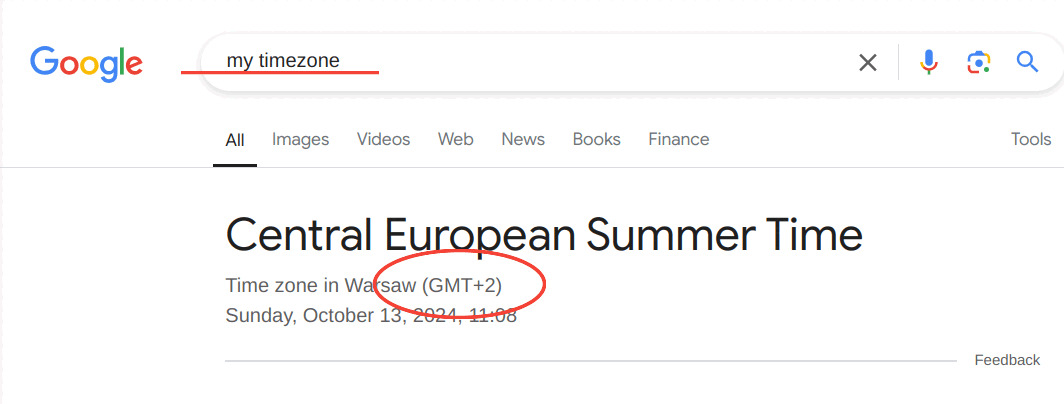 Google my timezone
All Images Videos Web News Books Finance Tools
Central European Summer Time
Time zone in Warsaw (GMT+2)
Sunday, October 13, 2024, 11:08
Feedback